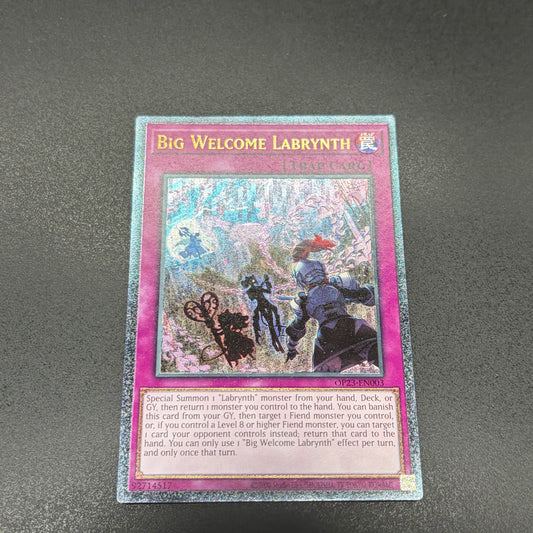 BIG WELCOME LABRYNTH
罠
[TRAP CARD]
OP23-EN003
Special Summon 1 "Labrynth" monster from your hand, Deck, or
GY, then return 1 monster you control to the hand. You can banish
this card from your GY, then target 1 Fiend monster you control,
or, if you control a Level 8 or higher Fiend monster, you can target
1 card your opponent controls instead; return that card to the
hand. You can only use 1 "Big Welcome Labrynth" effect per turn,
and only once that turn.
92714517